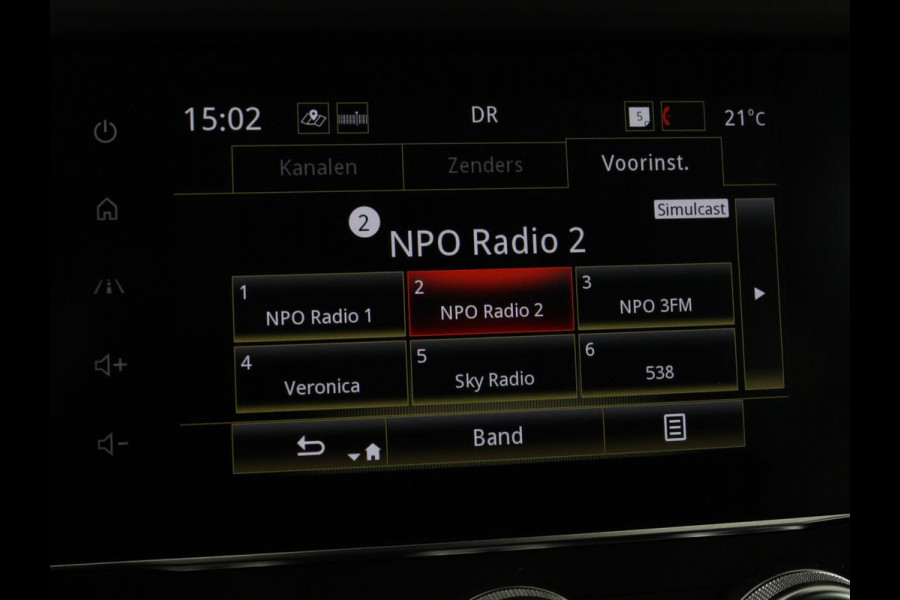 15:02 DR 5 21°C
Kanalen Zenders Voorinst.
Simulcast
2 NPO Radio 2
1 NPO Radio 1
2 NPO Radio 2
3 NPO 3FM
4 Veronica
5 Sky Radio
6 538
Band